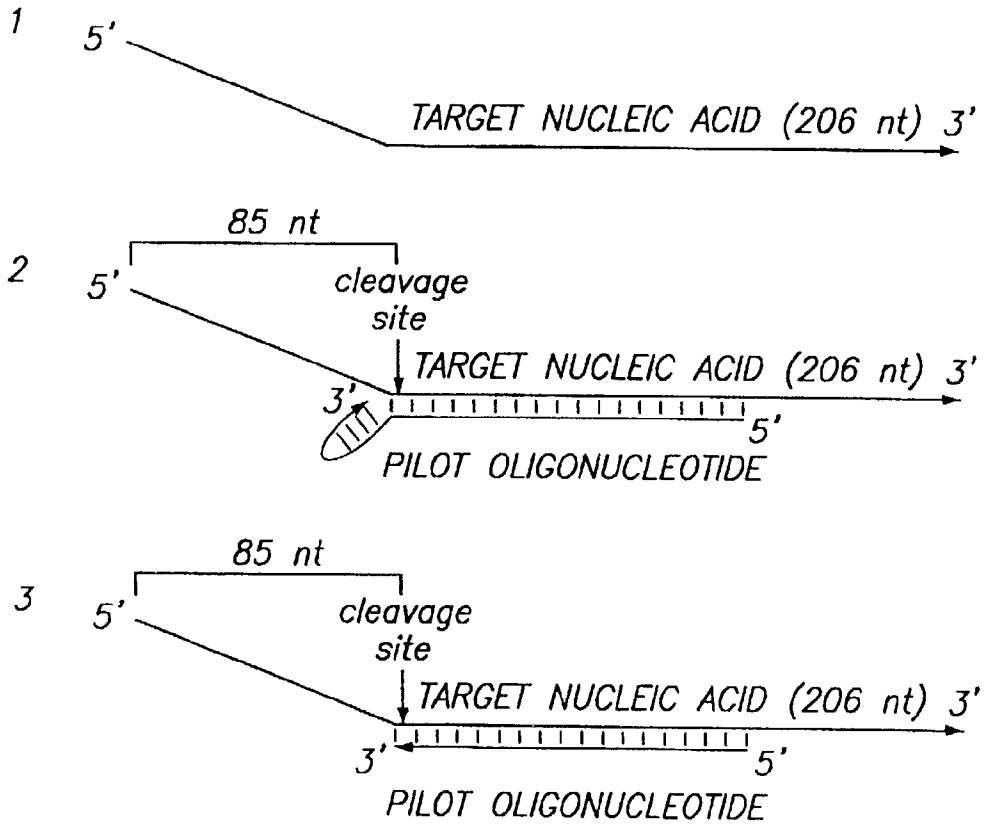 1
5'
TARGET NUCLEIC ACID (206 nt) 3'
85 nt
2
5'
cleavage
site
TARGET NUCLEIC ACID (206 nt) 3'
3'
5'
PILOT OLIGONUCLEOTIDE
85 nt
3
5'
cleavage
site
TARGET NUCLEIC ACID (206 nt) 3'
3'
5'
PILOT OLIGONUCLEOTIDE